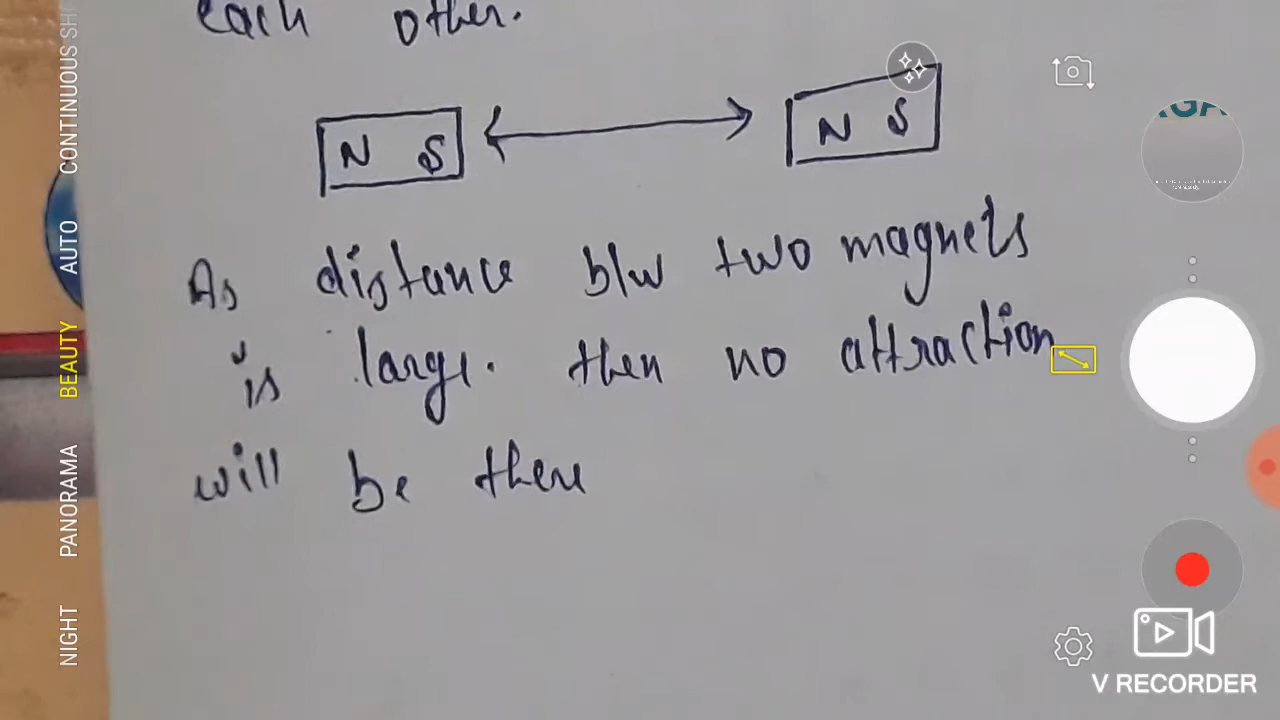 each other.
N S N S
As distance b/w two magnets
is large. then no attraction
will be there
CONTINUOUS SH
AUTO
BEAUTY
PANORAMA
NIGHT
V RECORDER